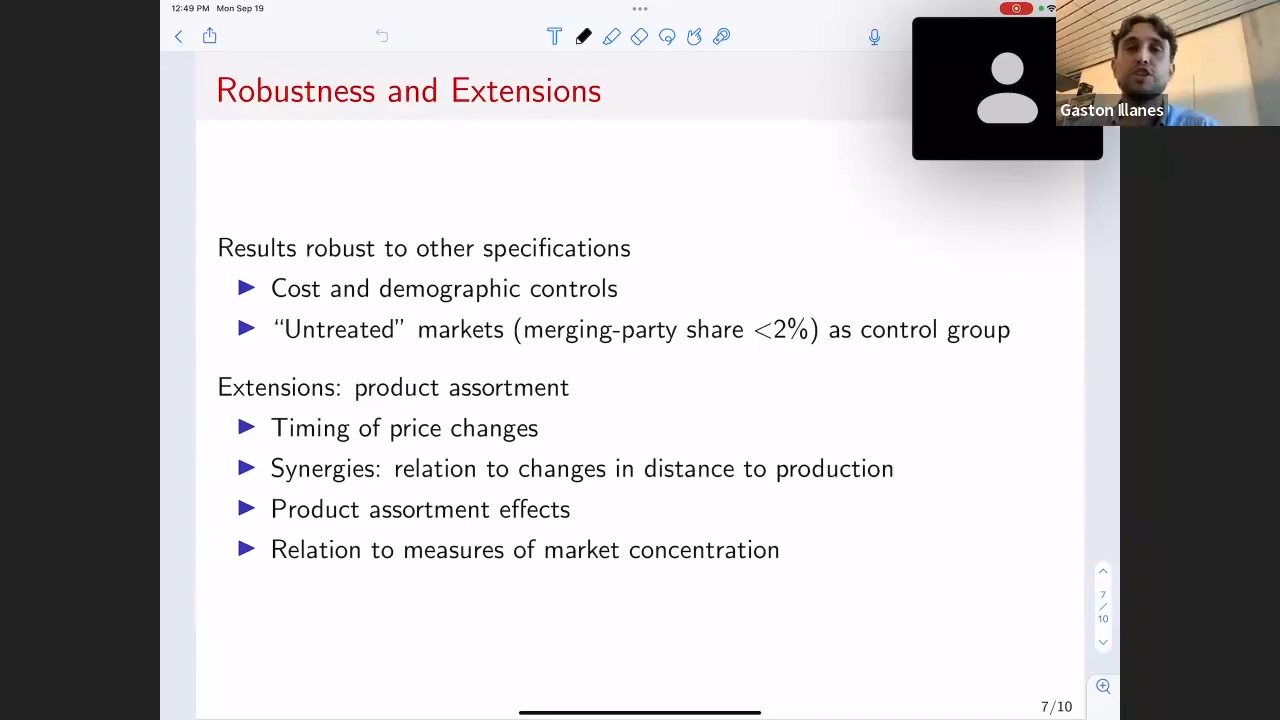 12:49 PM Mon Sep 19
T
Robustness and Extensions
Gaston Illanes
Results robust to other specifications
Cost and demographic controls
“Untreated” markets (merging-party share <2%) as control group
Extensions: product assortment
Timing of price changes
Synergies: relation to changes in distance to production
Product assortment effects
Relation to measures of market concentration
7
/
10
7/10